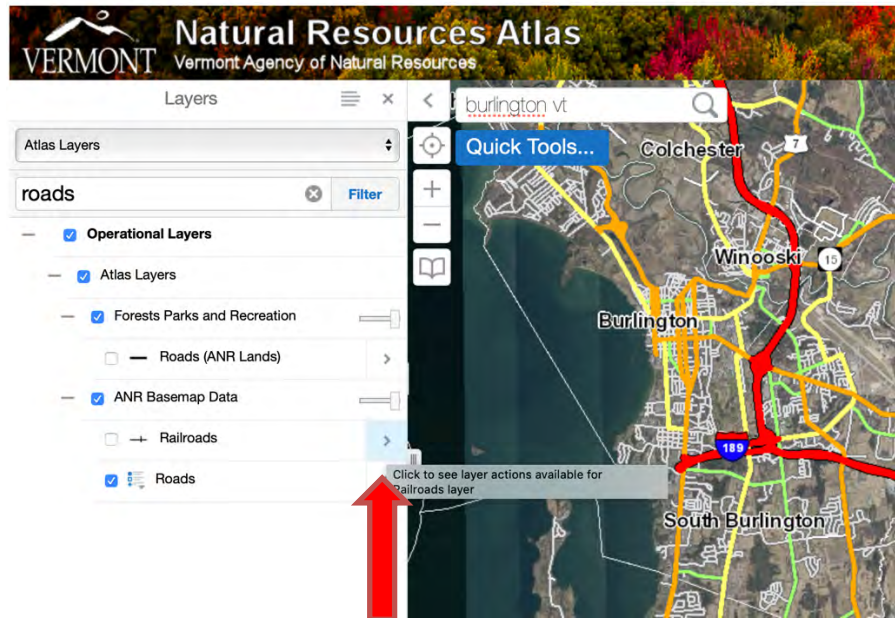 Natural Resources Atlas
VERMONT
Vermont Agency of Natural Resources
Layers
Atlas Layers
roads
Filter
Operational Layers
Atlas Layers
Forests Parks and Recreation
Roads (ANR Lands)
ANR Basemap Data
Railroads
Roads
Click to see layer actions available for
Railroads layer
burlington vt
Quick Tools...
Colchester
7
Winooski
15
Burlington
189
South Burlington